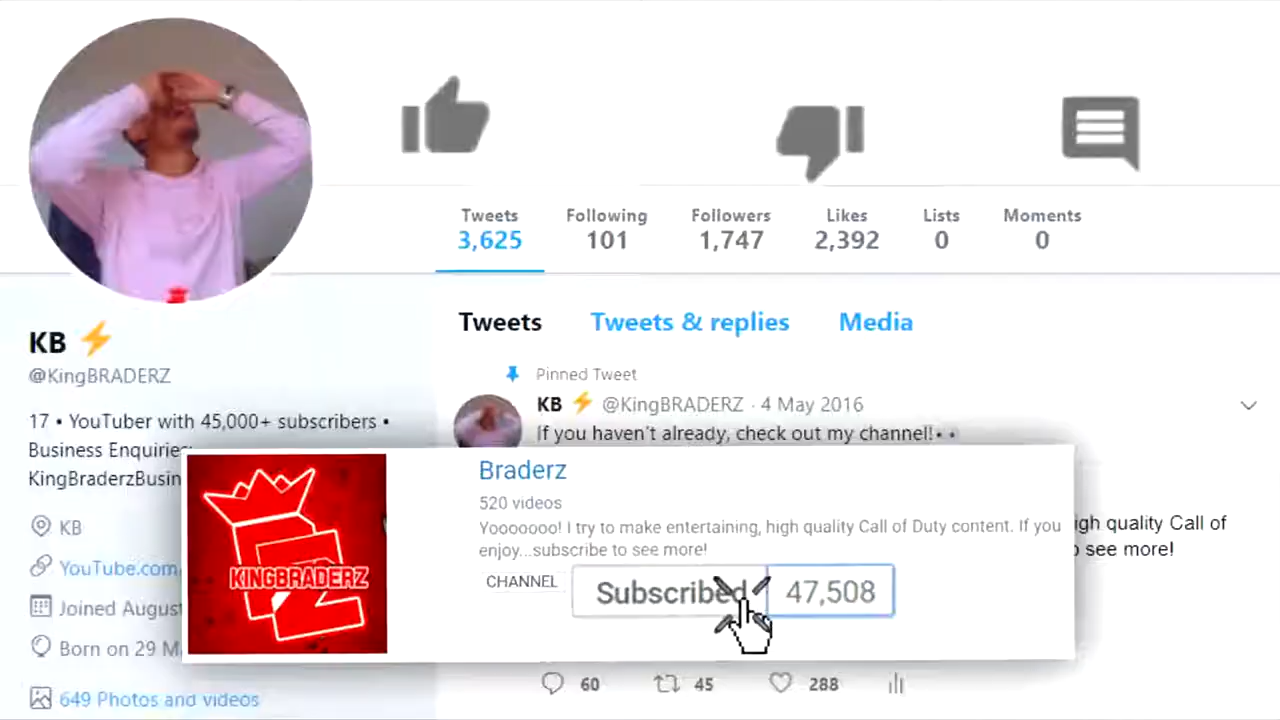 Tweets Following Followers Likes Lists Moments
3,625 101 1,747 2,392 0 0
Tweets Tweets & replies Media
KB
@KingBRADERZ
17 • YouTuber with 45,000+ subscribers •
Business Enquiries:
KingBraderzBusin
KB
YouTube.com
Joined August
Born on 29 M
649 Photos and videos
Pinned Tweet
KB @KingBRADERZ · 4 May 2016
If you haven't already, check out my channel!
igh quality Call of
see more!
KINGBRADERZ
Braderz
520 videos
Yooooooo! I try to make entertaining, high quality Call of Duty content. If you
enjoy...subscribe to see more!
CHANNEL Subscribed 47,508
60 45 288